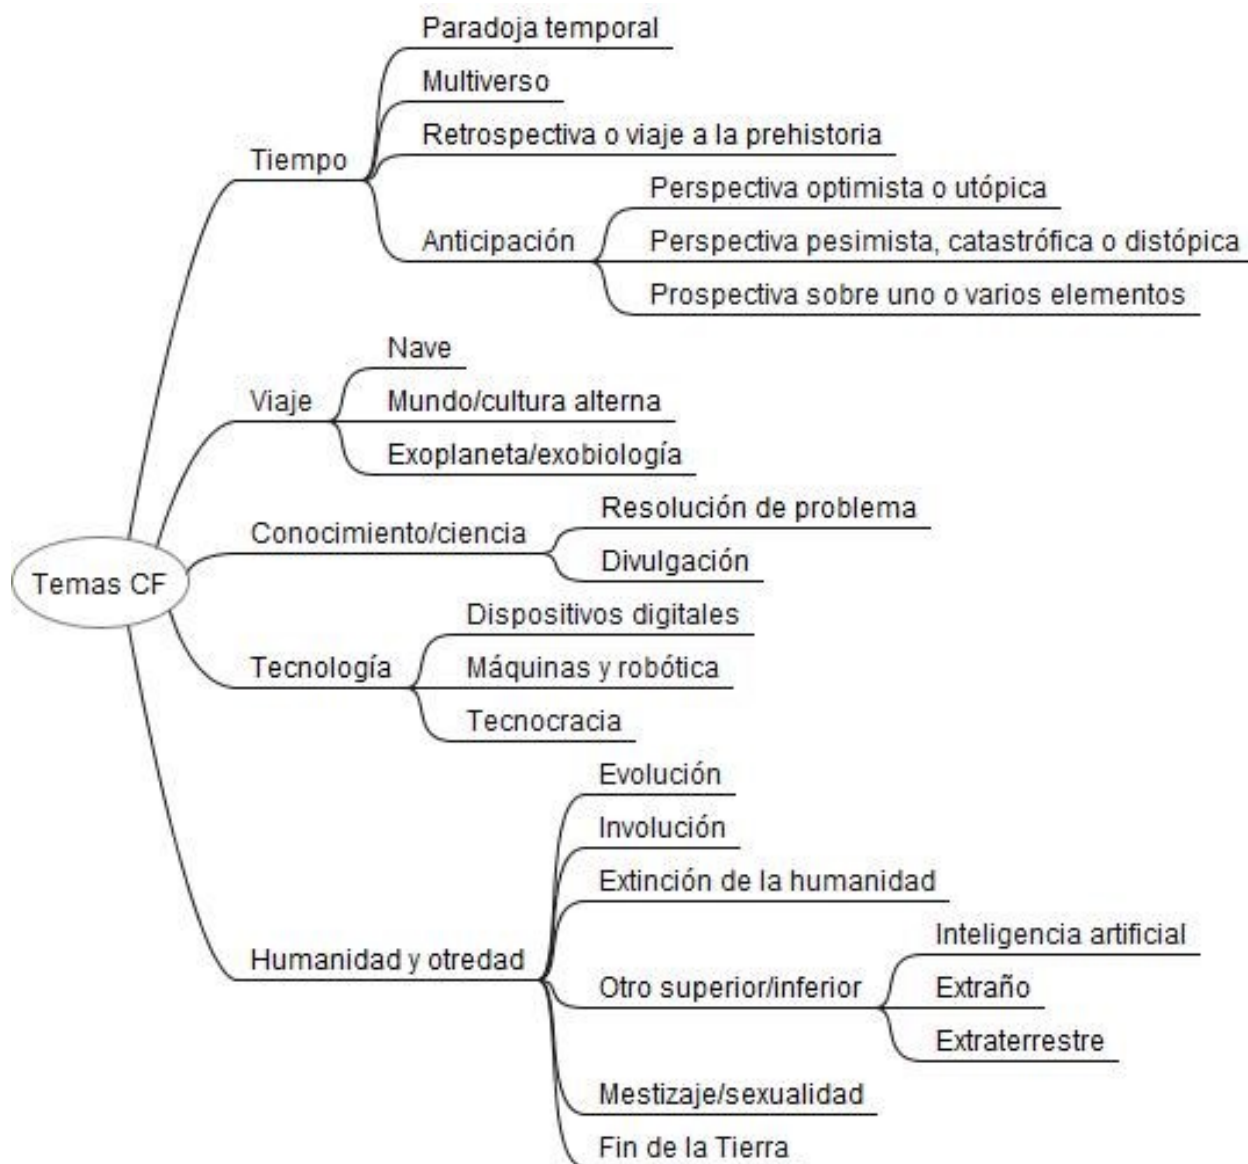 Temas CF
Tiempo
Paradoja temporal
Multiverso
Retrospectiva o viaje a la prehistoria
Anticipación
Perspectiva optimista o utópica
Perspectiva pesimista, catastrófica o distópica
Prospectiva sobre uno o varios elementos
Viaje
Nave
Mundo/cultura alterna
Exoplaneta/exobiología
Conocimiento/ciencia
Resolución de problema
Divulgación
Tecnología
Dispositivos digitales
Máquinas y robótica
Tecnocracia
Humanidad y otredad
Evolución
Involución
Extinción de la humanidad
Otro superior/inferior
Inteligencia artificial
Extraño
Extraterrestre
Mestizaje/sexualidad
Fin de la Tierra